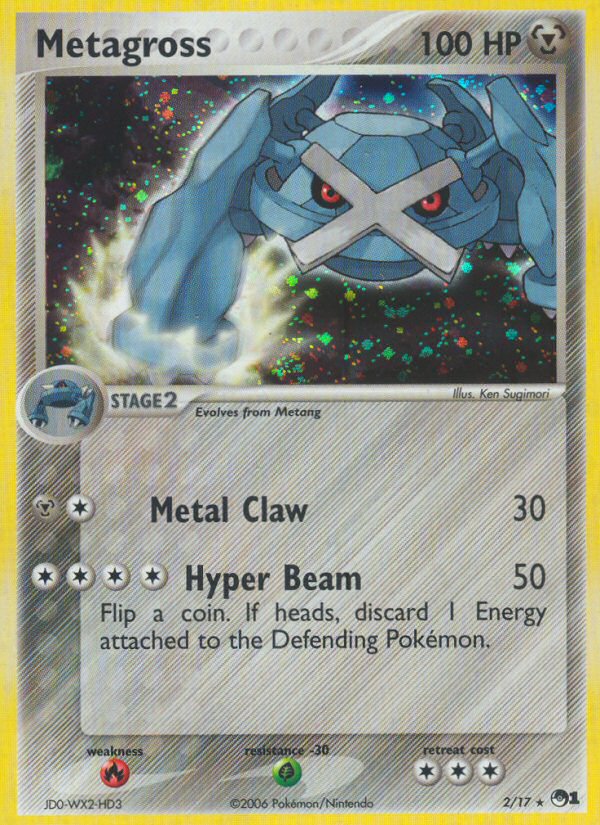 Metagross 100 HP
Illus. Ken Sugimori
STAGE2
Evolves from Metang
Metal Claw 30
Hyper Beam 50
Flip a coin. If heads, discard 1 Energy
attached to the Defending Pokémon.
weakness resistance -30 retreat cost
JD0-WX2-HD3 ©2006 Pokémon/Nintendo 2/17 ★ 1